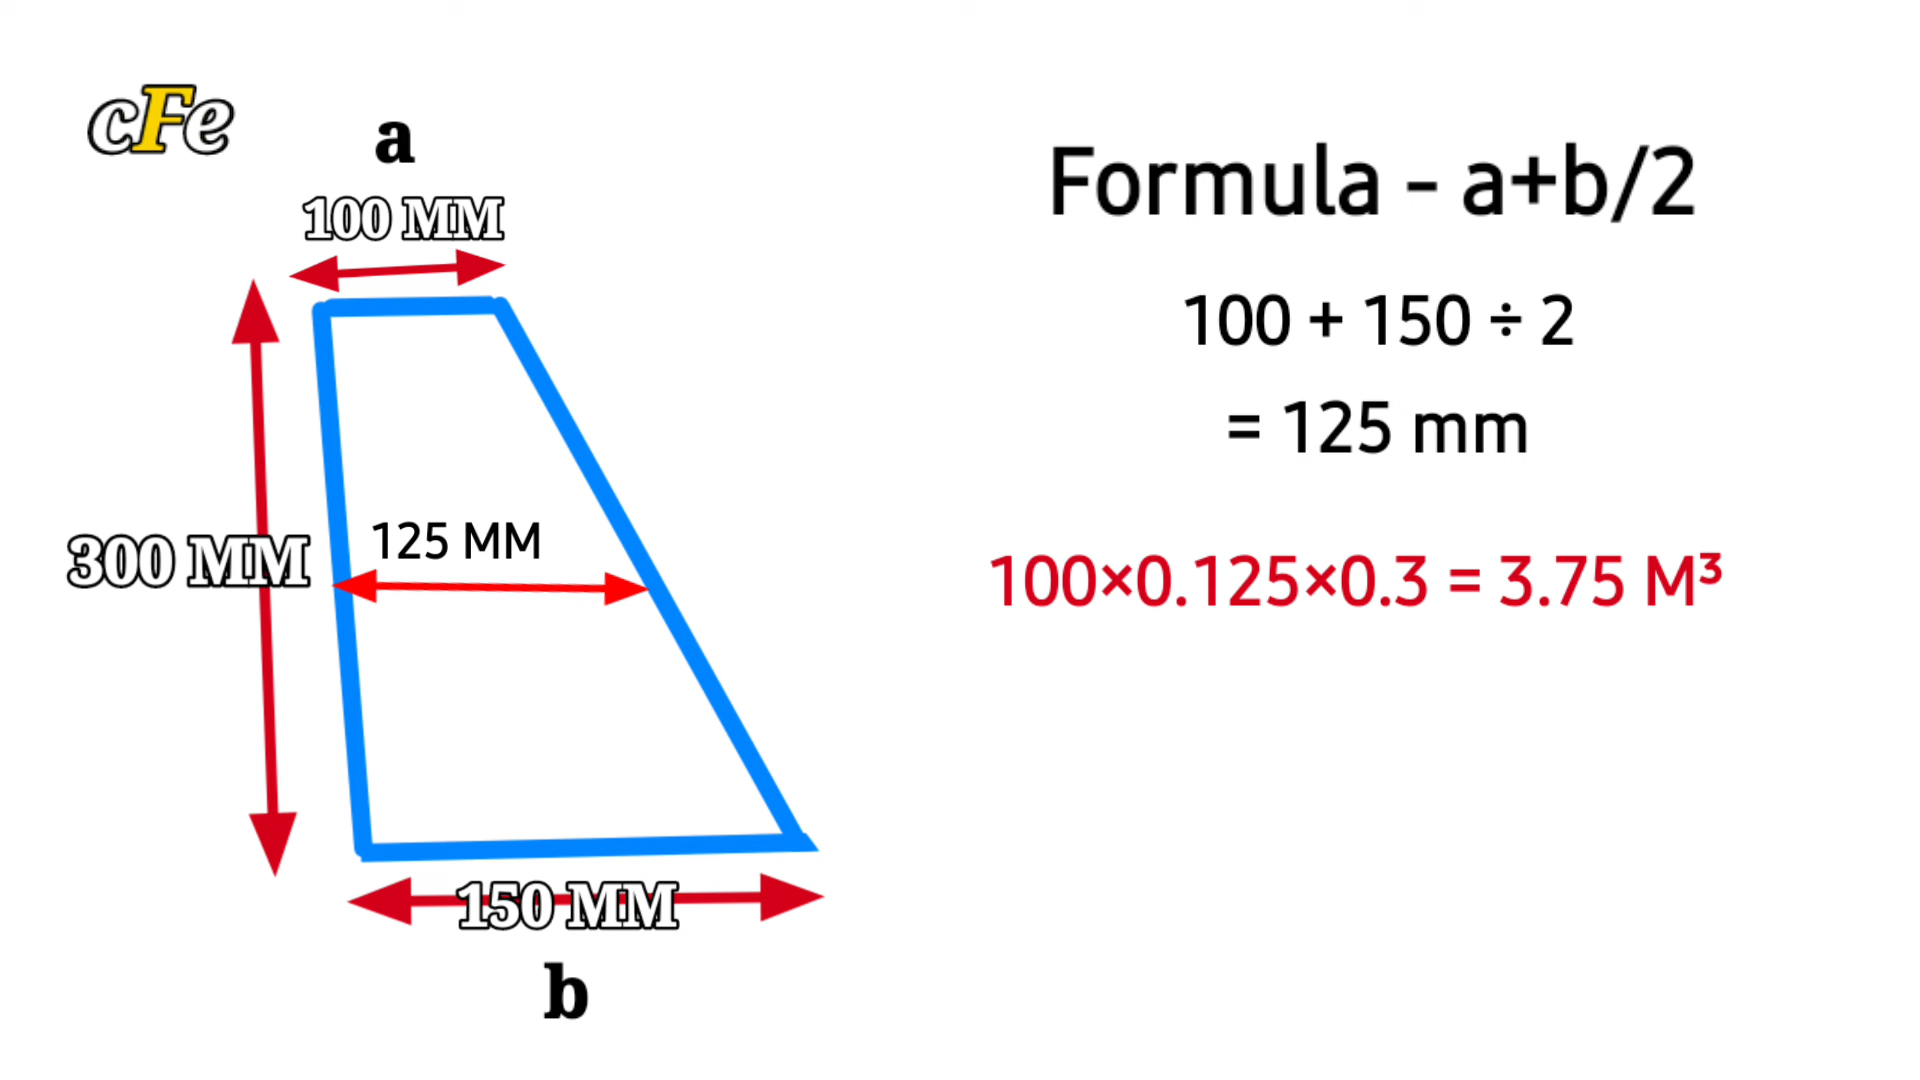 cFe
a
100 MM
300 MM
125 MM
150 MM
b
Formula - a+b/2
100 + 150 ÷ 2
= 125 mm
100×0.125×0.3 = 3.75 M³